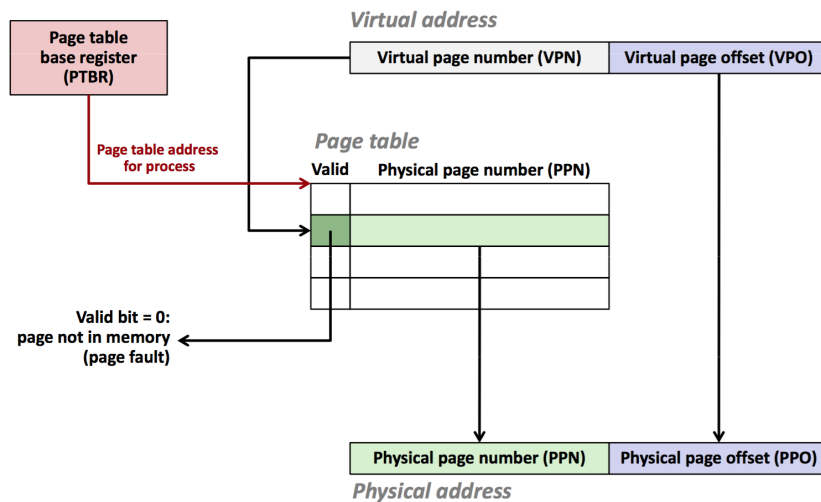 Virtual address
Page table
base register
(PTBR)
Virtual page number (VPN)
Virtual page offset (VPO)
Page table address
for process
Page table
Valid
Physical page number (PPN)
Valid bit = 0:
page not in memory
(page fault)
Physical page number (PPN)
Physical page offset (PPO)
Physical address